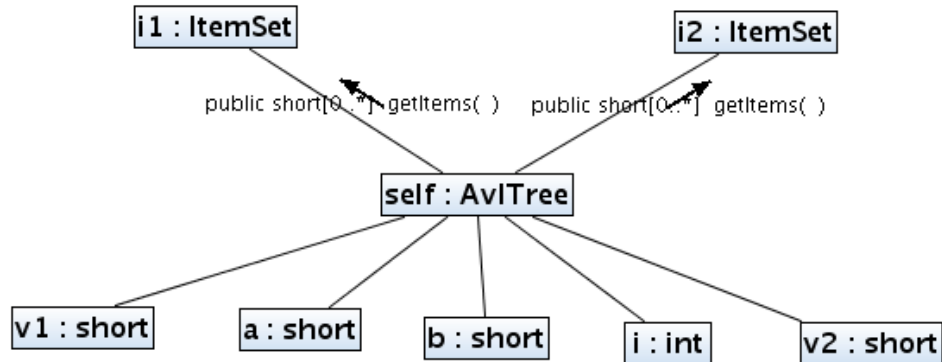 i1 : ItemSet
i2 : ItemSet
public short[0..*] getItems( )
public short[0..*] getItems( )
self : AvlTree
v1 : short
a : short
b : short
i : int
v2 : short